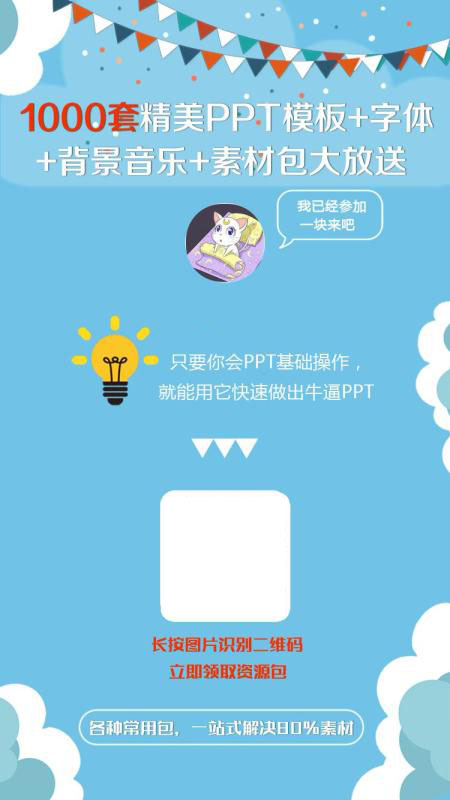 1000套精美PPT模板+字体
+背景音乐+素材包大放送
我已经参加
一块来吧
只要你会PPT基础操作，
就能用它快速做出牛逼PPT
长按图片识别二维码
立即领取资源包
各种常用包，一站式解决80%素材